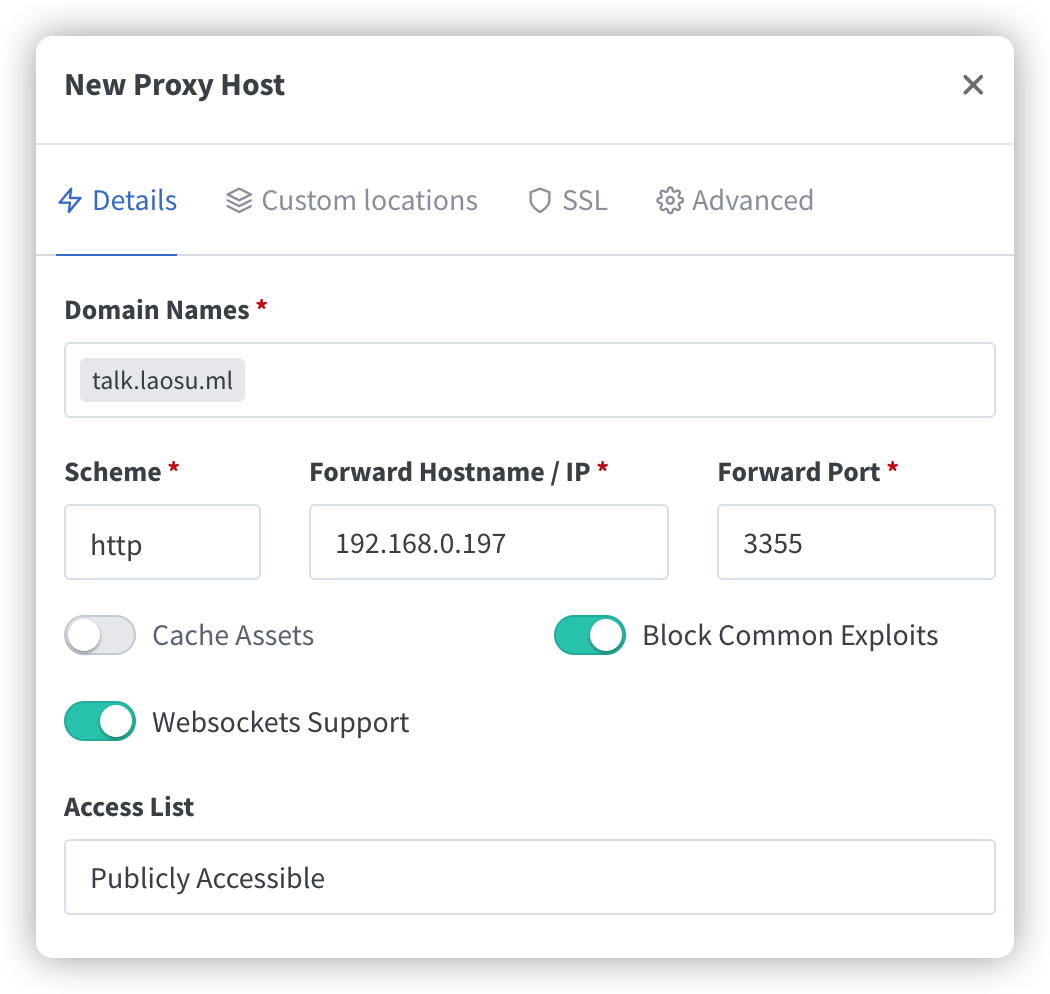 New Proxy Host
Details Custom locations SSL Advanced
Domain Names *
talk.laosu.ml
Scheme * Forward Hostname / IP * Forward Port *
http 192.168.0.197 3355
Cache Assets Block Common Exploits
Websockets Support
Access List
Publicly Accessible